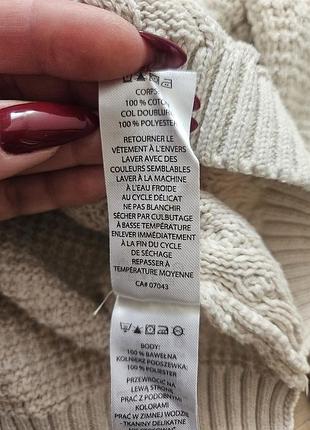 CORPS:
100 % COTON
COL DOUBLURE
100 % POLYESTER
RETOURNER LE
VÊTEMENT À L'ENVERS
LAVER AVEC DES
COULEURS SEMBLABLES
LAVER À LA MACHINE
À L'EAU FROIDE
AU CYCLE DÉLICAT
NE PAS BLANCHIR
SÉCHER PAR CULBUTAGE
À BASSE TEMPÉRATURE
ENLEVER IMMÉDIATEMENT
À LA FIN DU CYCLE
DE SÉCHAGE
REPASSER À
TEMPÉRATURE MOYENNE
CA# 07043
BODY:
100 % BAWEŁNA
KOŁNIERZ PODSZEWKA:
100 % POLIESTER
PRZEWRÓCIĆ NA
LEWĄ STRONĘ
PRAĆ Z PODOBNYMI
KOLORAMI
PRAĆ W ZIMNEJ WODZIE
- TKANINY DELIKATNE